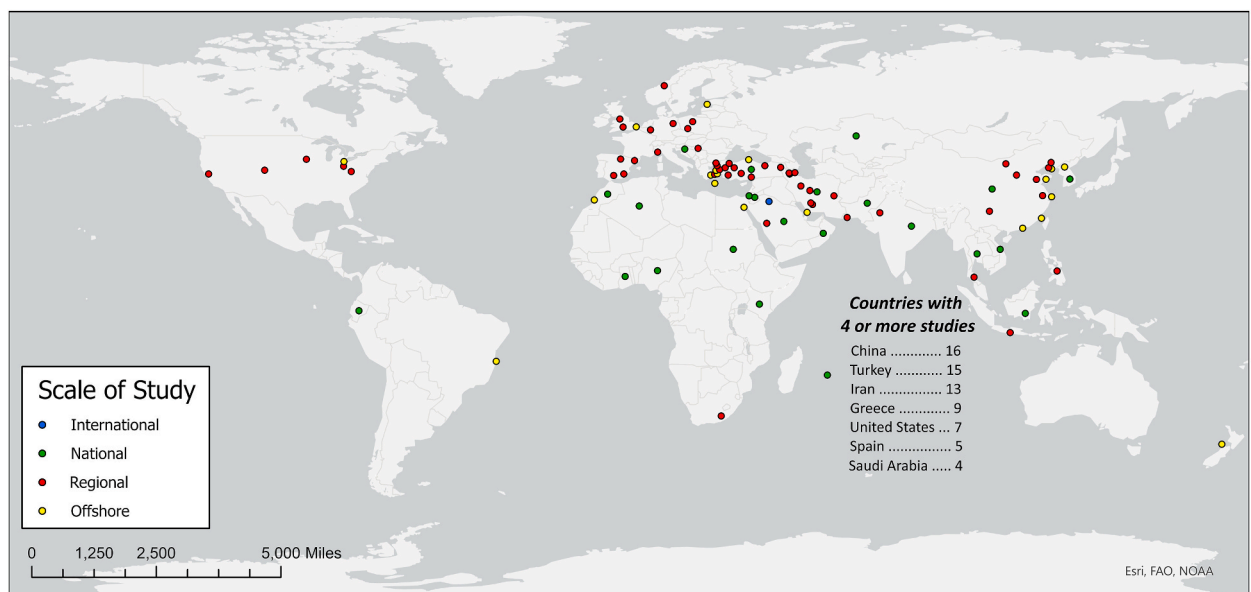 Countries with
4 or more studies
China ............. 16
Turkey ............ 15
Iran ................ 13
Greece ............. 9
United States ... 7
Spain ................ 5
Saudi Arabia ..... 4
Scale of Study
International
National
Regional
Offshore
0 1,250 2,500 5,000 Miles
Esri, FAO, NOAA